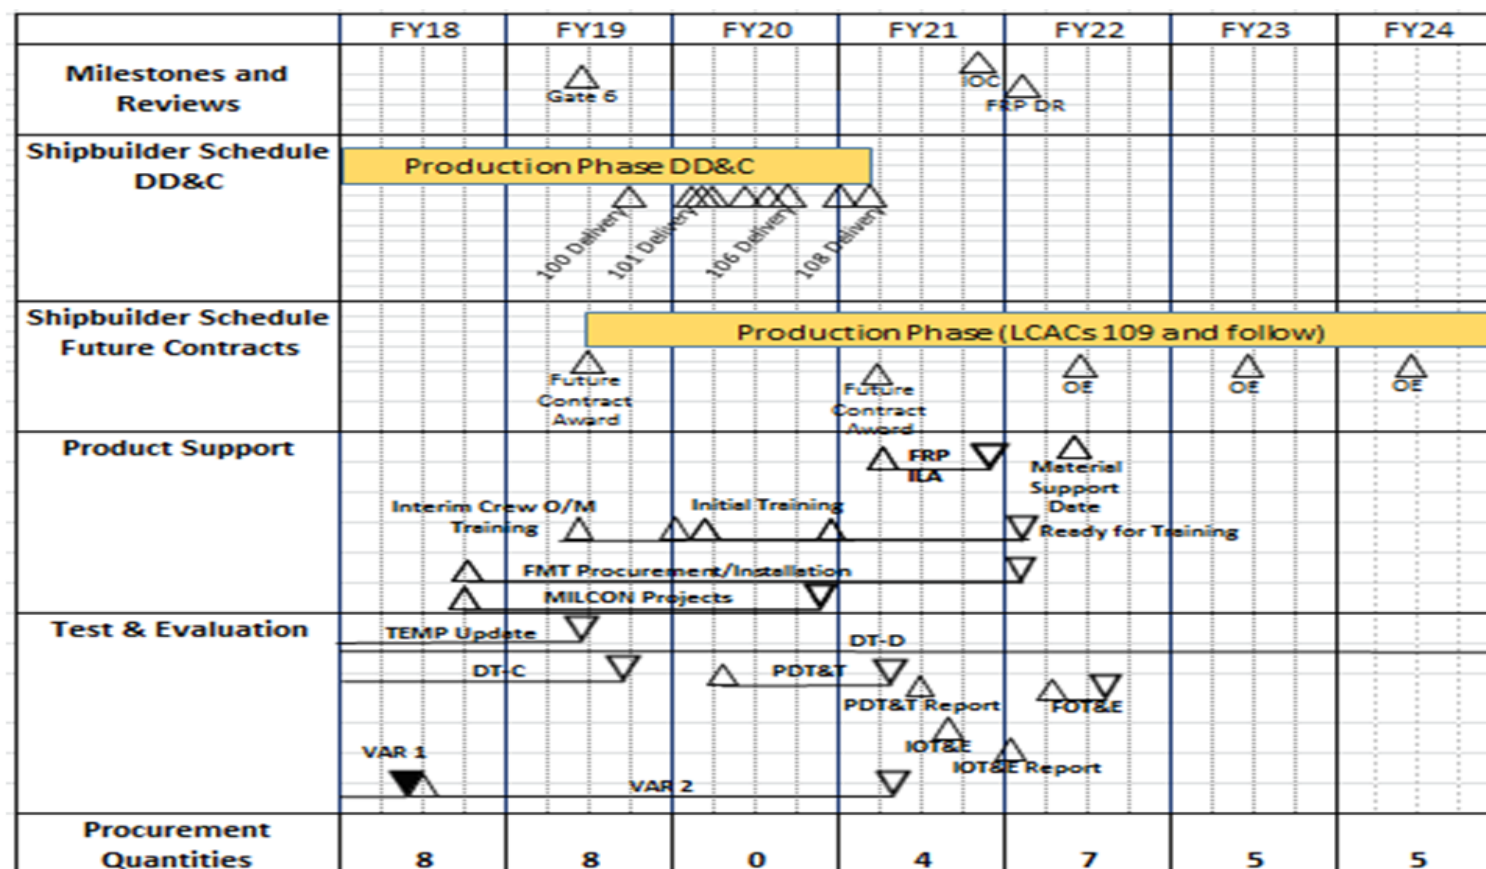 FY18 FY19 FY20 FY21 FY22 FY23 FY24
Milestones and
Reviews
Gate 6
IOC
FRP DR
Shipbuilder Schedule
DD&C
Production Phase DD&C
100 Delivery
101 Delivery
106 Delivery
108 Delivery
Shipbuilder Schedule
Future Contracts
Production Phase (LCACs 109 and follow)
Future
Contract
Award
Future
Contract
Award
OE
OE
OE
Product Support
FRP
ILA
Material
Support
Date
Interim Crew O/M
Training
Initial Training
Ready for Training
FMT Procurement/Installation
MILCON Projects
Test & Evaluation
TEMP Update
DT-D
DT-C
PDT&T
PDT&T Report
FOT&E
IOT&E
IOT&E Report
VAR 1
VAR 2
Procurement
Quantities
8 8 0 4 7 5 5